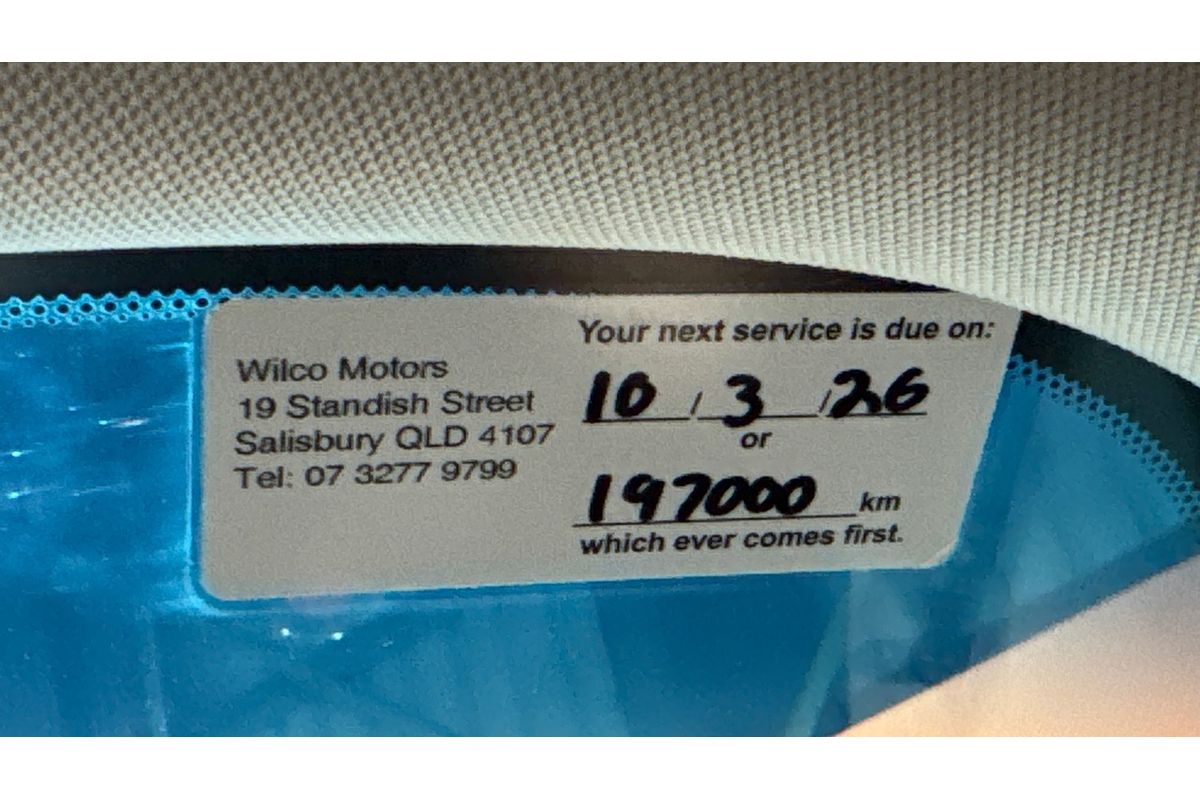 Wilco Motors
19 Standish Street
Salisbury QLD 4107
Tel: 07 3277 9799
Your next service is due on:
10 / 3 / 26
or
197000 km
which ever comes first.